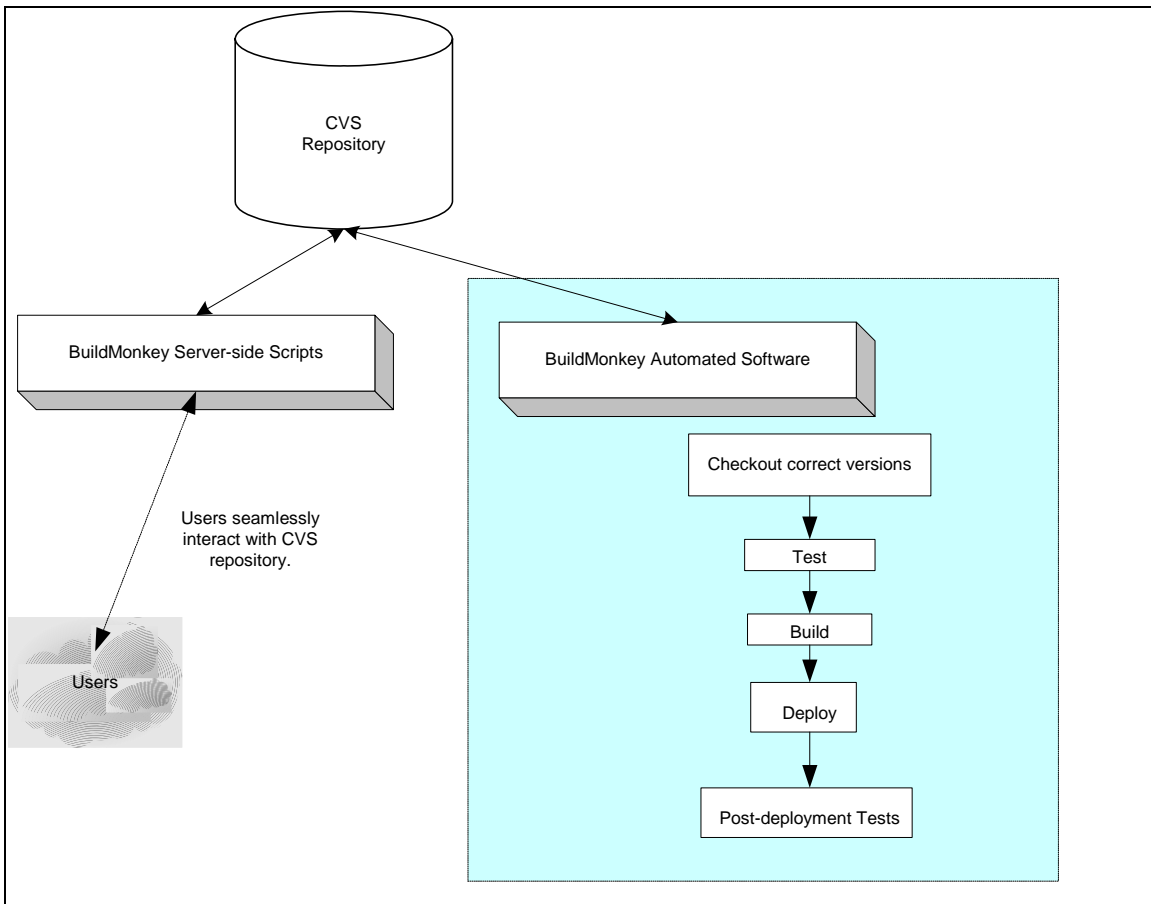 CVS
Repository
BuildMonkey Server-side Scripts
BuildMonkey Automated Software
Checkout correct versions
Users seamlessly
interact with CVS
repository.
Test
Build
Users
Deploy
Post-deployment Tests